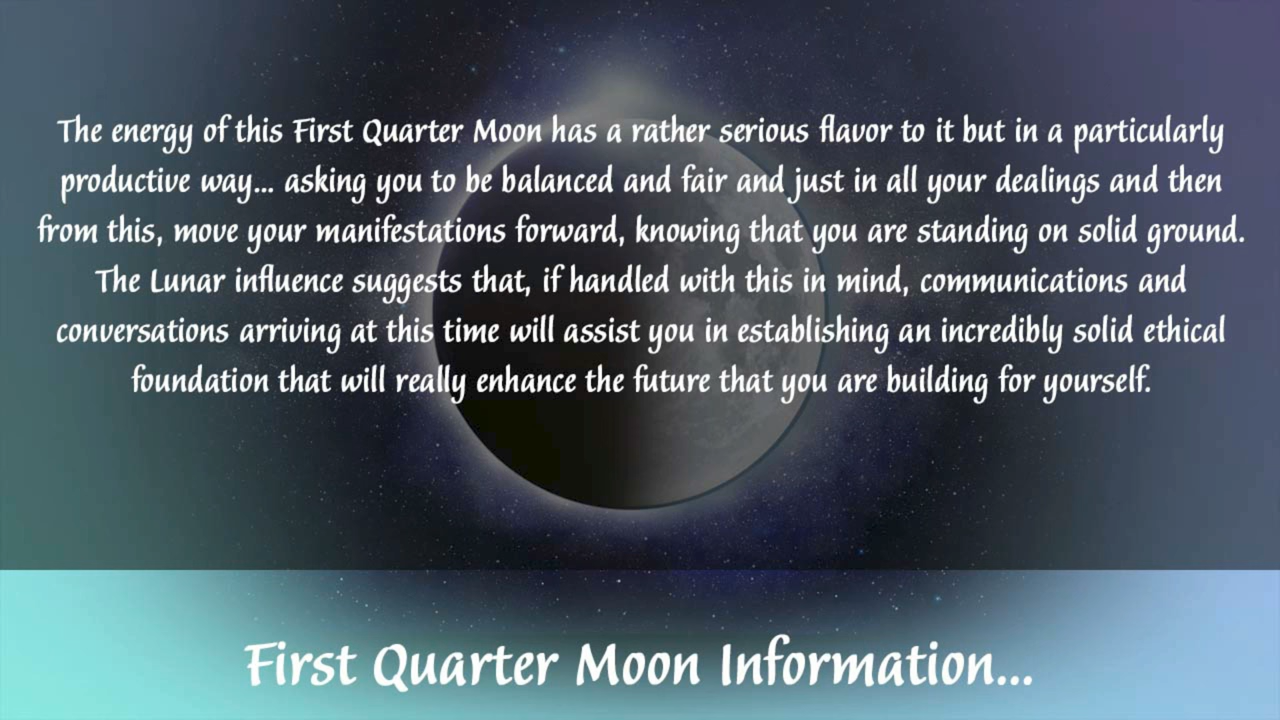 The energy of this First Quarter Moon has a rather serious flavor to it but in a particularly
productive way... asking you to be balanced and fair and just in all your dealings and then
from this, move your manifestations forward, knowing that you are standing on solid ground.
The Lunar influence suggests that, if handled with this in mind, communications and
conversations arriving at this time will assist you in establishing an incredibly solid ethical
foundation that will really enhance the future that you are building for yourself.
First Quarter Moon Information...